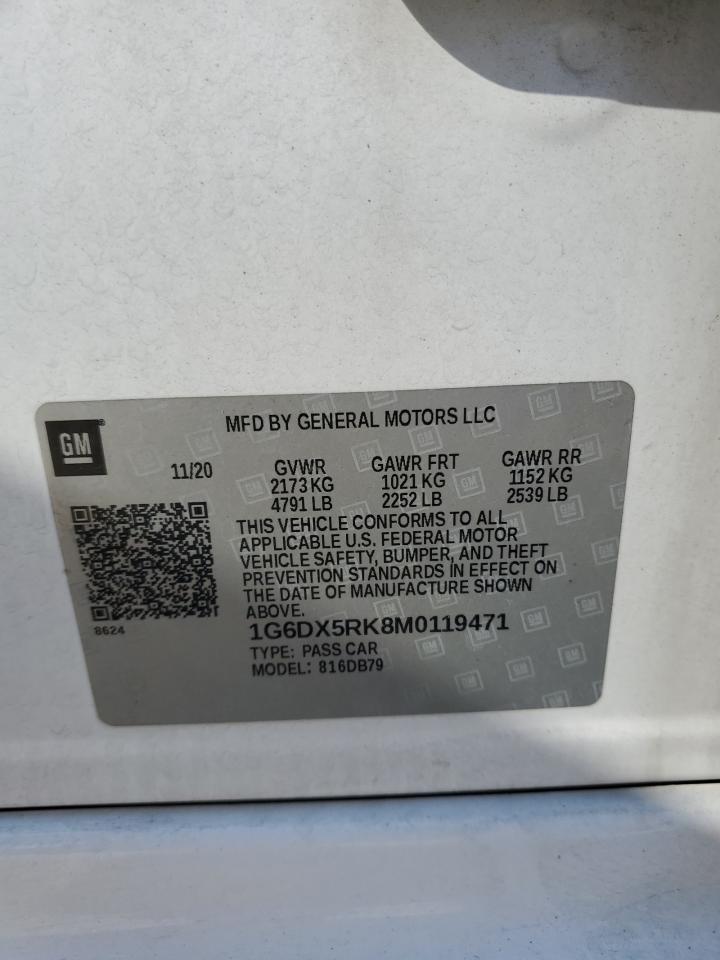 MFD BY GENERAL MOTORS LLC
GM
11/20 GVWR GAWR FRT GAWR RR
2173 KG 1021 KG 1152 KG
4791 LB 2252 LB 2539 LB
THIS VEHICLE CONFORMS TO ALL
APPLICABLE U.S. FEDERAL MOTOR
VEHICLE SAFETY, BUMPER, AND THEFT
PREVENTION STANDARDS IN EFFECT ON
THE DATE OF MANUFACTURE SHOWN
ABOVE.
8624
1G6DX5RK8M0119471
TYPE: PASS CAR
MODEL: 816DB79